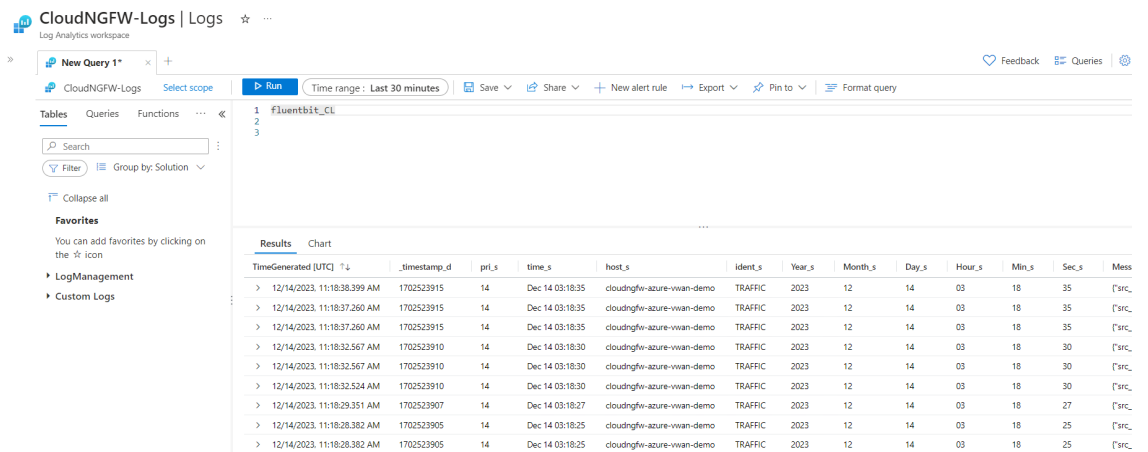 CloudNGFW-Logs | Logs ☆ ···
Log Analytics workspace
» New Query 1* × + Feedback Queries
CloudNGFW-Logs Select scope Run Time range : Last 30 minutes Save Share New alert rule Export Pin to Format query
Tables Queries Functions ··· «
1 fluentbit_CL
2
3
Search
Filter Group by: Solution
Collapse all
Favorites
You can add favorites by clicking on
the ☆ icon
LogManagement
Custom Logs
···
Results Chart
TimeGenerated [UTC] ↑↓ _timestamp_d pri_s time_s host_s ident_s Year_s Month_s Day_s Hour_s Min_s Sec_s Mess
12/14/2023, 11:18:38.399 AM 1702523915 14 Dec 14 03:18:35 cloudngfw-azure-vwan-demo TRAFFIC 2023 12 14 03 18 35 {"src_
12/14/2023, 11:18:37.260 AM 1702523915 14 Dec 14 03:18:35 cloudngfw-azure-vwan-demo TRAFFIC 2023 12 14 03 18 35 {"src_
12/14/2023, 11:18:37.260 AM 1702523915 14 Dec 14 03:18:35 cloudngfw-azure-vwan-demo TRAFFIC 2023 12 14 03 18 35 {"src_
12/14/2023, 11:18:32.567 AM 1702523910 14 Dec 14 03:18:30 cloudngfw-azure-vwan-demo TRAFFIC 2023 12 14 03 18 30 {"src_
12/14/2023, 11:18:32.567 AM 1702523910 14 Dec 14 03:18:30 cloudngfw-azure-vwan-demo TRAFFIC 2023 12 14 03 18 30 {"src_
12/14/2023, 11:18:32.524 AM 1702523910 14 Dec 14 03:18:30 cloudngfw-azure-vwan-demo TRAFFIC 2023 12 14 03 18 30 {"src_
12/14/2023, 11:18:29.351 AM 1702523907 14 Dec 14 03:18:27 cloudngfw-azure-vwan-demo TRAFFIC 2023 12 14 03 18 27 {"src_
12/14/2023, 11:18:28.382 AM 1702523905 14 Dec 14 03:18:25 cloudngfw-azure-vwan-demo TRAFFIC 2023 12 14 03 18 25 {"src_
12/14/2023, 11:18:28.382 AM 1702523905 14 Dec 14 03:18:25 cloudngfw-azure-vwan-demo TRAFFIC 2023 12 14 03 18 25 {"src_